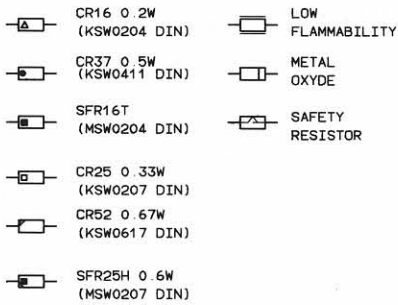 CR16 0.2W
(KSW0204 DIN)
CR37 0.5W
(KSW0411 DIN)
SFR16T
(MSW0204 DIN)
CR25 0.33W
(KSW0207 DIN)
CR52 0.67W
(KSW0617 DIN)
SFR25H 0.6W
(MSW0207 DIN)
LOW
FLAMMABILITY
METAL
OXYDE
SAFETY
RESISTOR